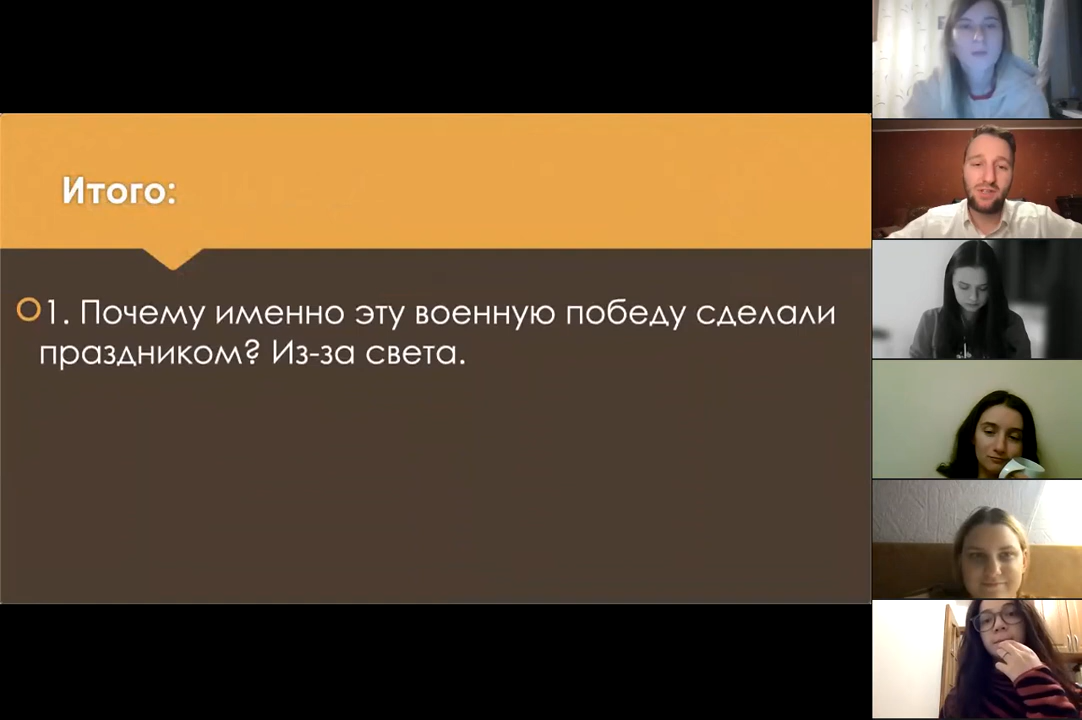 Итого:
1. Почему именно эту военную победу сделали
праздником? Из-за света.